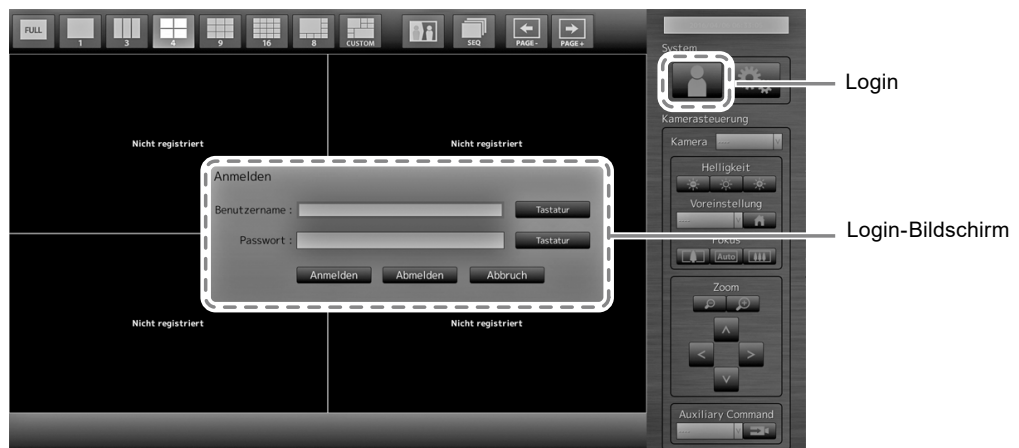 FULL
1
3
4
9
16
8
CUSTOM
SEQ
PAGE-
PAGE+
System
Login
Kamerasteuerung
Kamera
Nicht registriert
Nicht registriert
Helligkeit
Anmelden
Benutzername :
Tastatur
Voreinstellung
Passwort :
Tastatur
Login-Bildschirm
Fokus
Auto
Anmelden
Abmelden
Abbruch
Zoom
Nicht registriert
Nicht registriert
Auxiliary Command